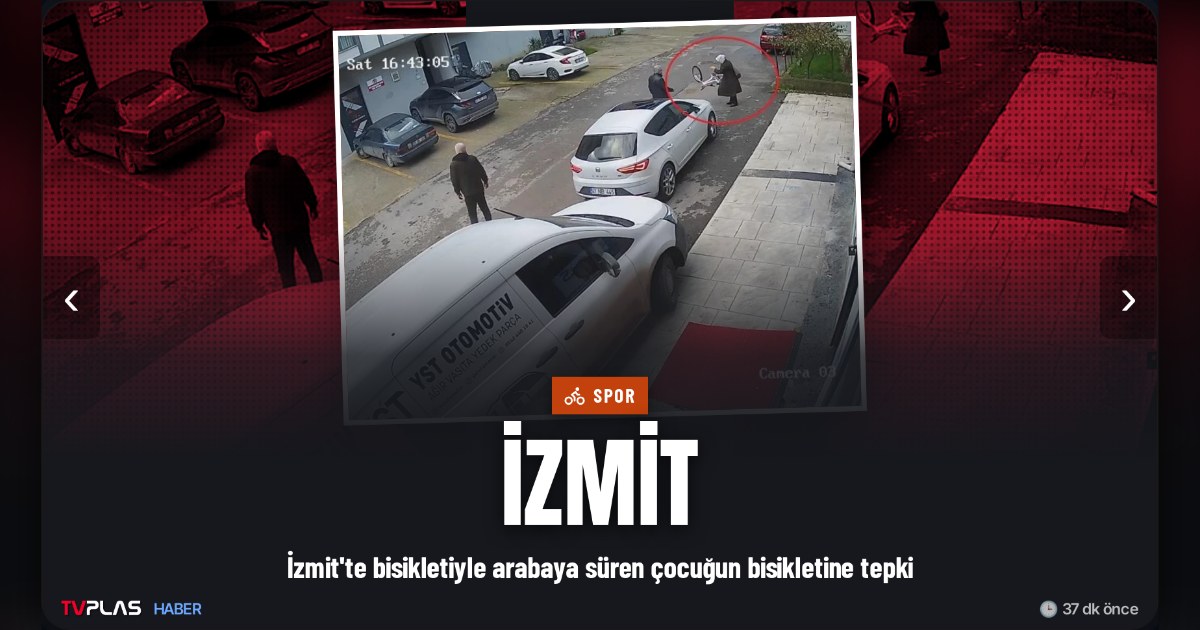 Sat 16:43:05
YST OTOMOTİV
Camera 03
SPOR
İZMİT
İzmit'te bisikletiyle arabaya süren çocuğun bisikletine tepki
TVPLAS HABER
37 dk önce